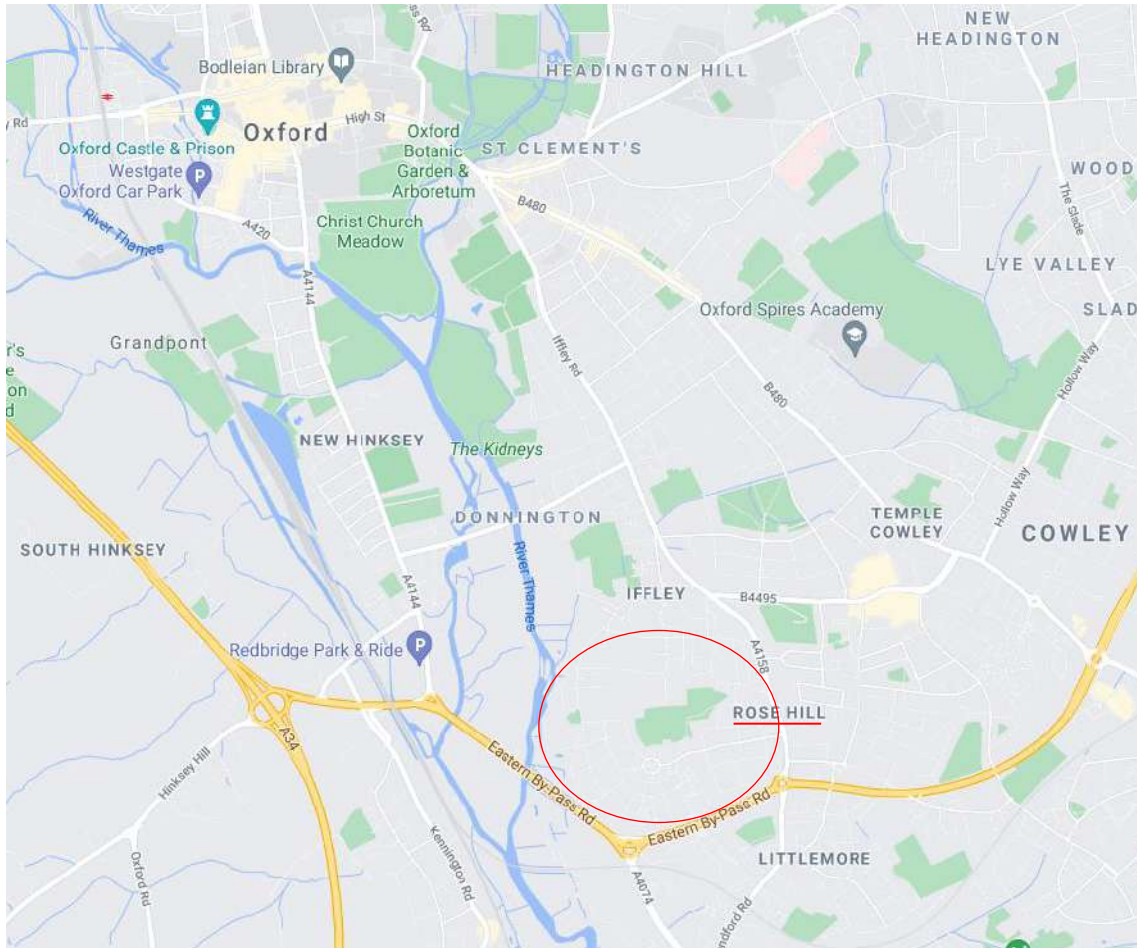 NEW
HEADINGTON
Bodleian Library
HEADINGTON HILL
High St
Oxford
Oxford
Botanic
Garden &
Arboretum
Oxford Castle & Prison
ST CLEMENT'S
Westgate
Oxford Car Park
P
WOOD
The Slade
B480
A420
Christ Church
Meadow
River Thames
A4144
LYE VALLEY
SLAD
Oxford Spires Academy
Grandpont
Iffley Rd
Hollow Way
B480
NEW HINKSEY
The Kidneys
TEMPLE
COWLEY
Hollow Way
COWLEY
DONNINGTON
SOUTH HINKSEY
River Thames
A4144
IFFLEY
B4495
Redbridge Park & Ride
P
A4158
ROSE HILL
A34
Hinksey Hill
Eastern By-Pass Rd
Eastern By-Pass Rd
Kennington Rd
Oxford Rd
LITTLEMORE
A4074
ndford Rd